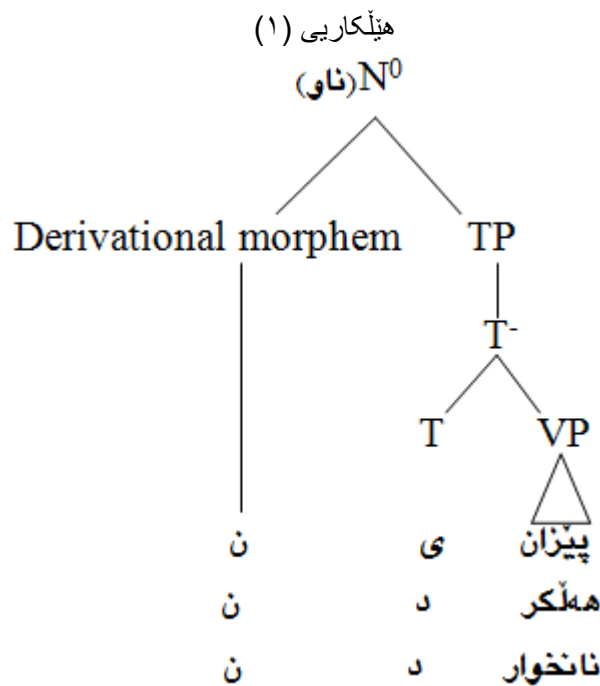 هێڵکاریی (١)
N⁰(ناو)
Derivational morphem TP
T⁻
T VP
پێزان ی ن
هەڵکر د ن
نانخوار د ن